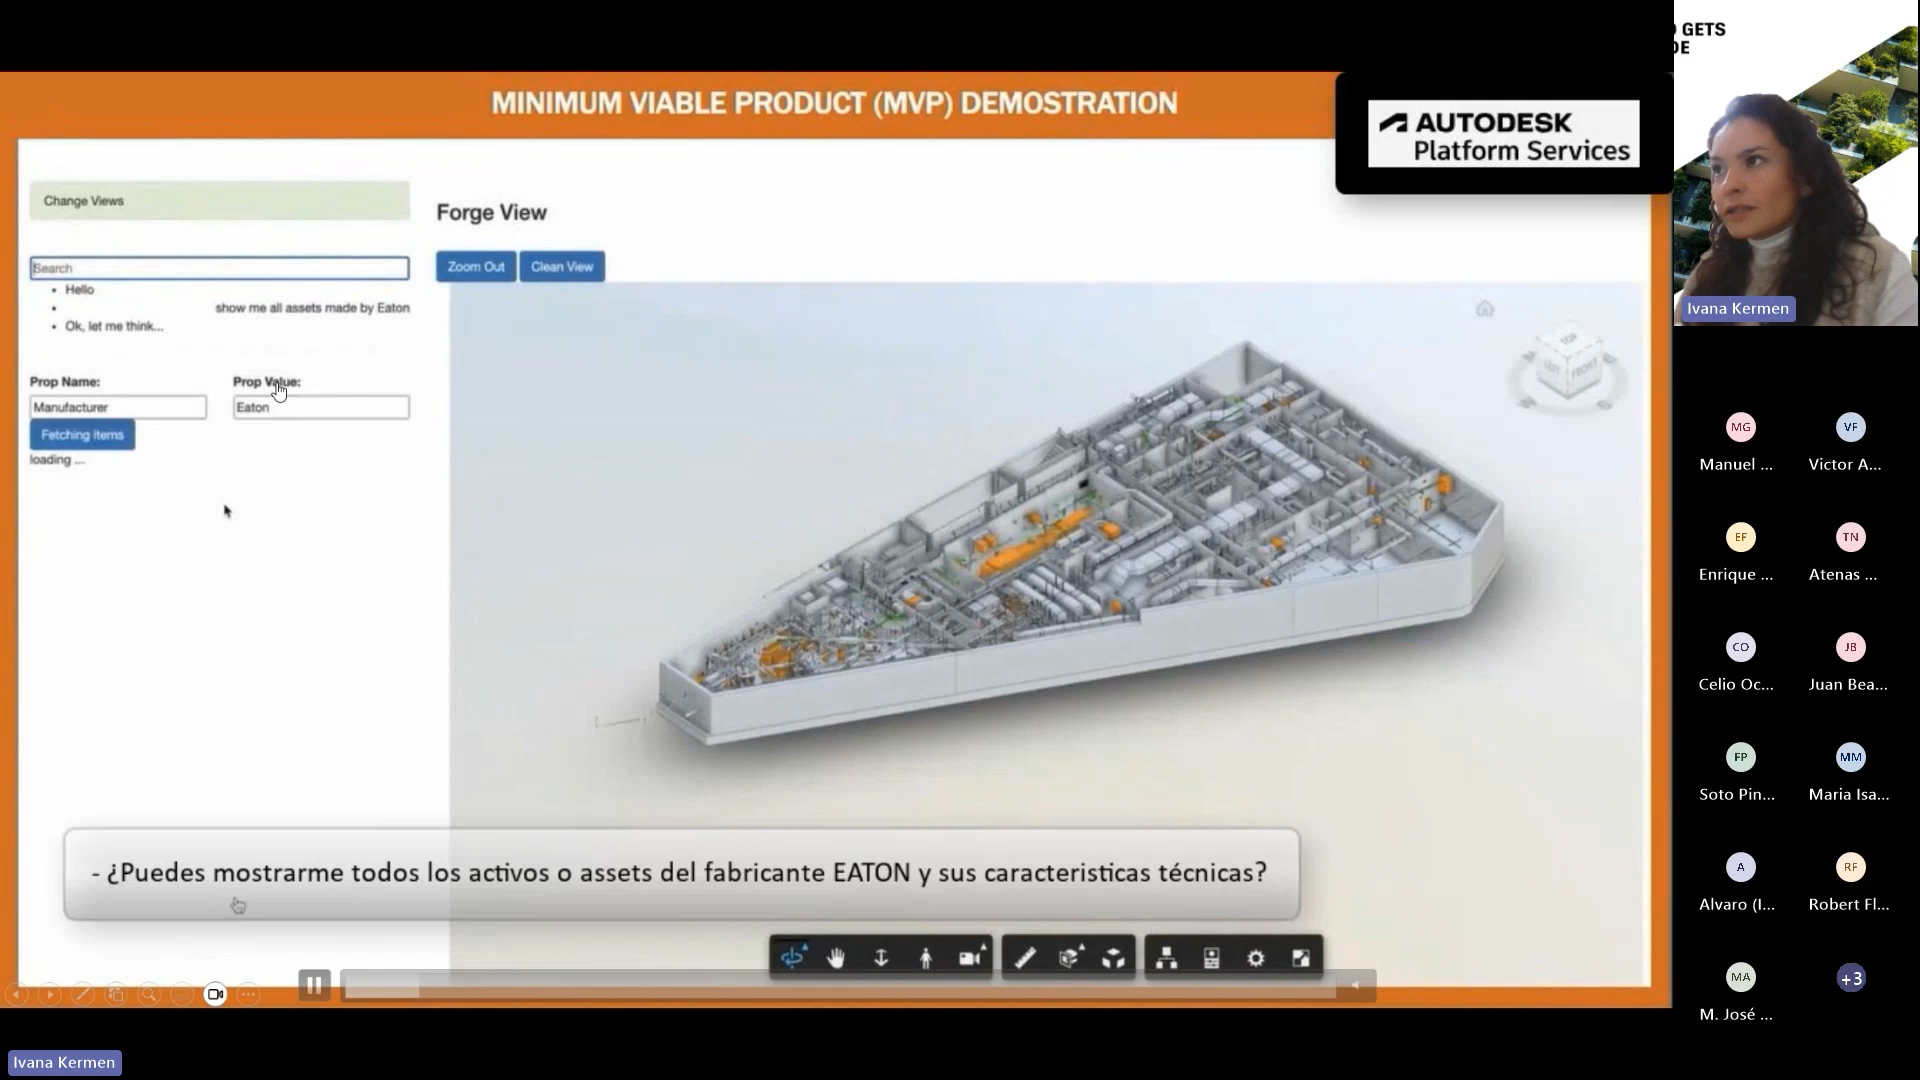 MINIMUM VIABLE PRODUCT (MVP) DEMOSTRATION
AUTODESK
Platform Services
GETS
Change Views
Forge View
Search
Zoom Out
Clean View
Hello
show me all assets made by Eaton
Ok, let me think...
Prop Name:
Prop Value:
Manufacturer
Eaton
Fetching items
loading ...
TOP
FRONT
- ¿Puedes mostrarme todos los activos o assets del fabricante EATON y sus caracteristicas técnicas?
Ivana Kermen
MG
VF
Manuel ...
Victor A...
EF
TN
Enrique ...
Atenas ...
CO
JB
Celio Oc...
Juan Bea...
FP
MM
Soto Pin...
Maria Isa...
A
RF
Alvaro (I...
Robert Fl...
MA
+3
M. José ...
Ivana Kermen